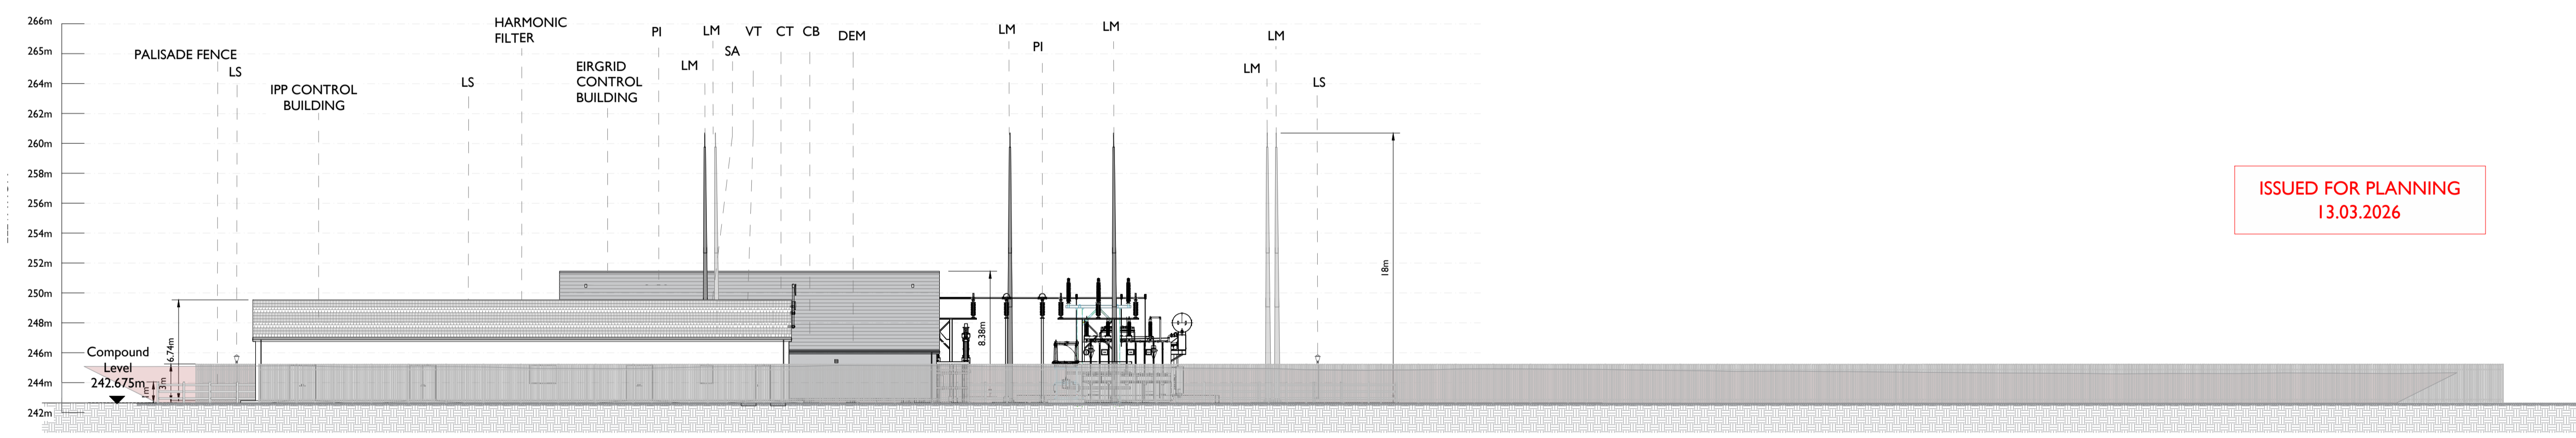 266m
265m
264m
262m
260m
258m
256m
254m
252m
250m
248m
246m
244m
242m
PALISADE FENCE
LS
IPP CONTROL
BUILDING
LS
HARMONIC
FILTER
EIRGRID
CONTROL
BUILDING
PI
LM
LM
SA
VT
CT
CB
DEM
LM
PI
LM
LM
LM
LS
Compound
Level
242.675m
6.74m
3m
8.38m
18m
ISSUED FOR PLANNING
13.03.2026